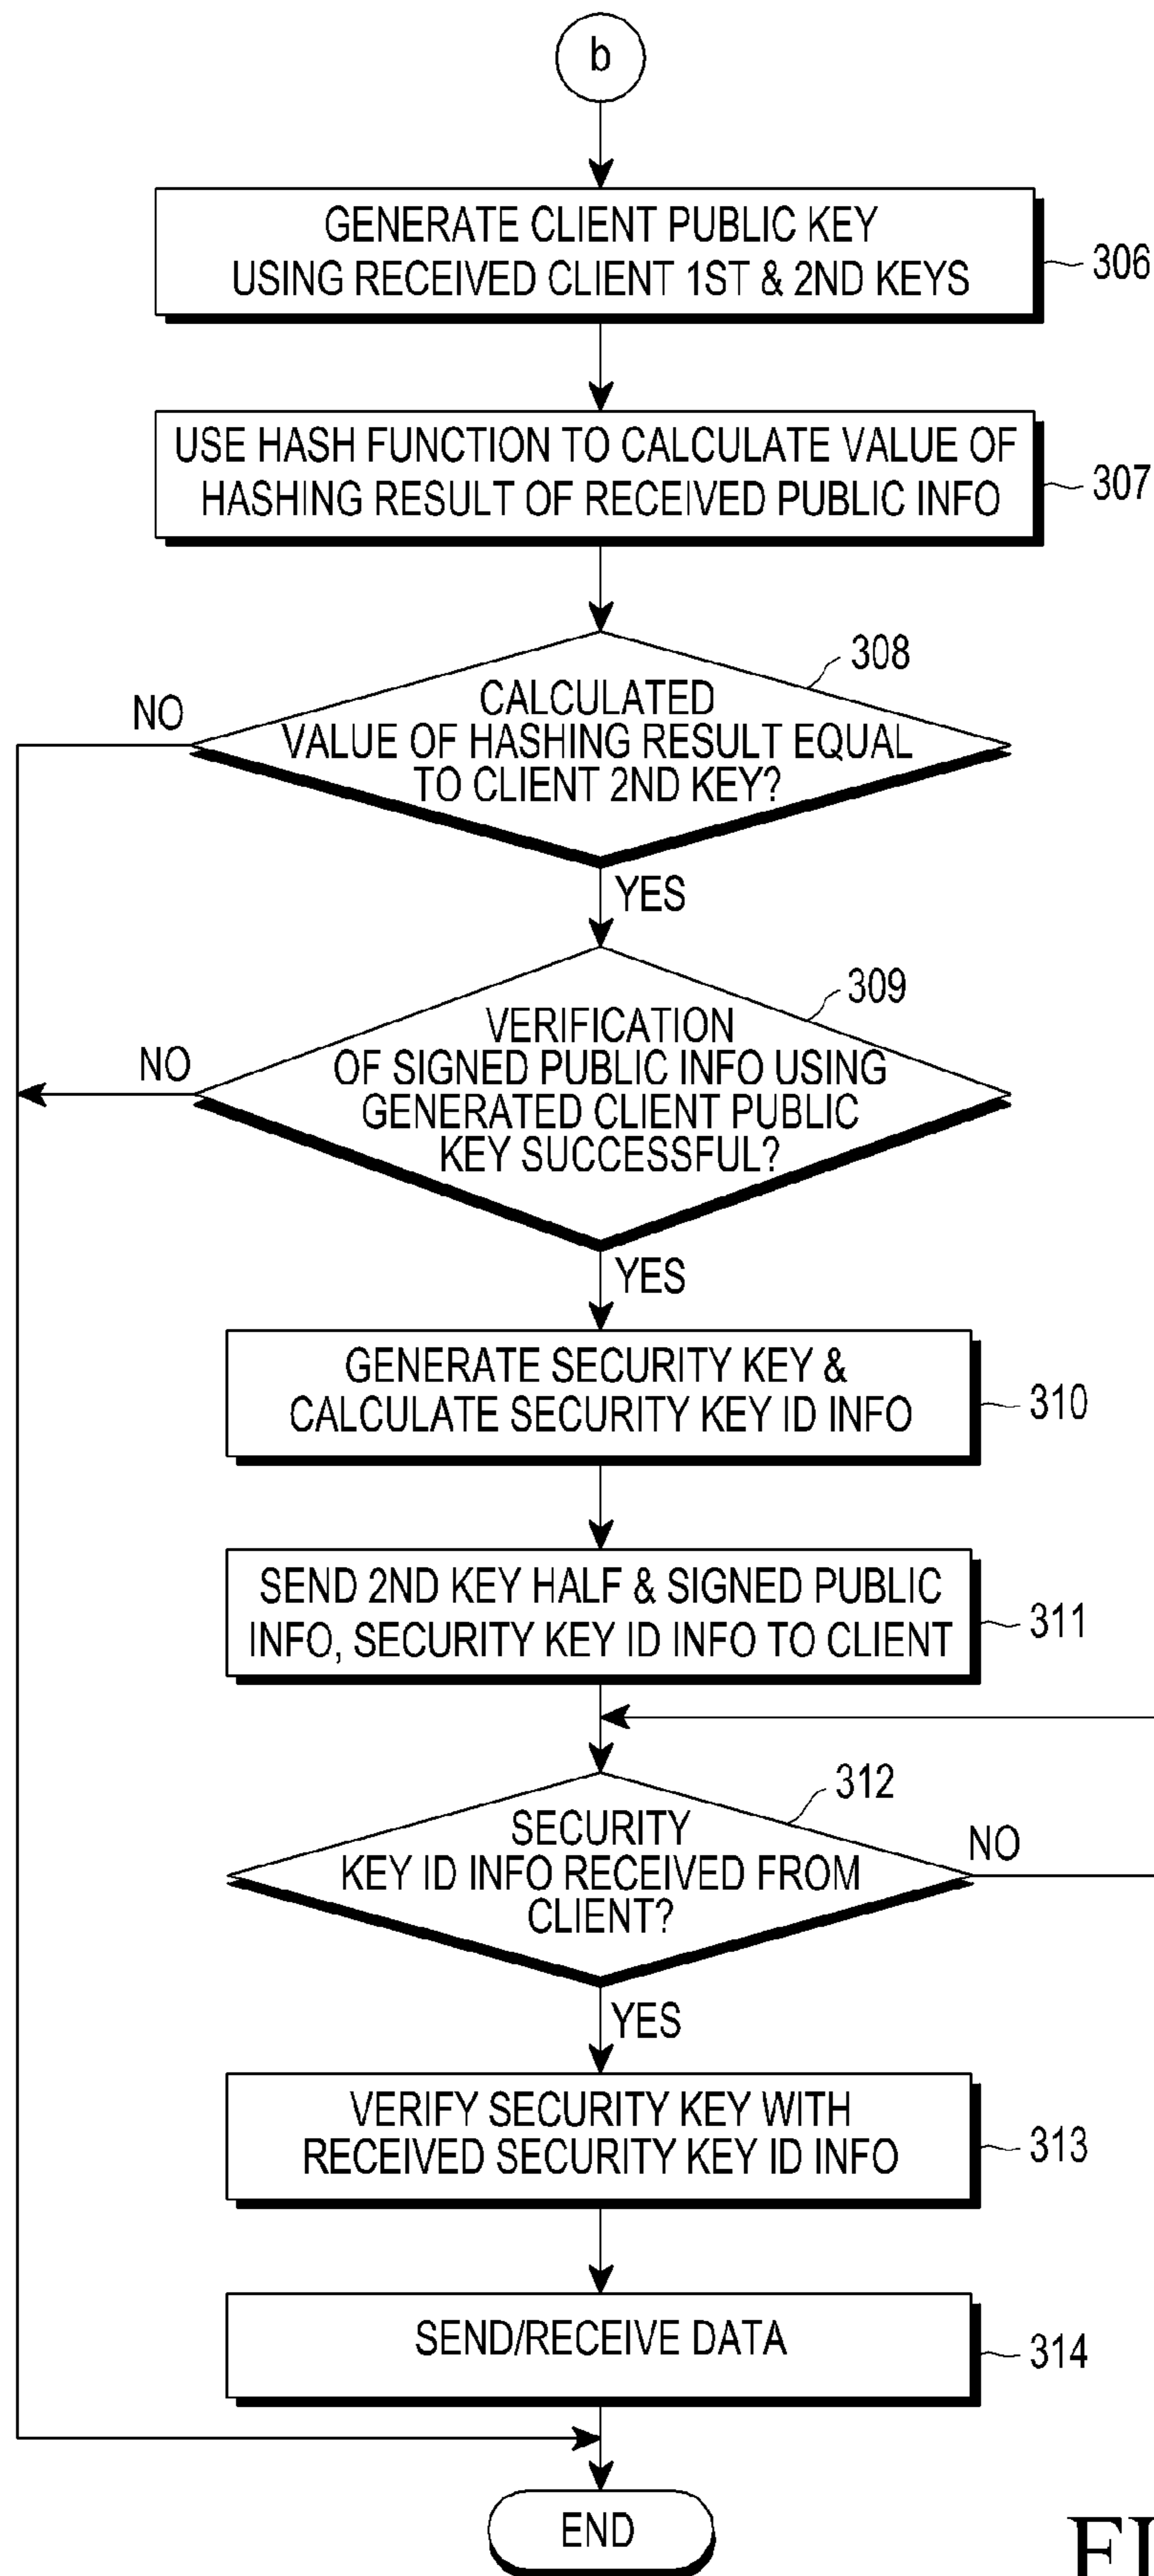 b
GENERATE CLIENT PUBLIC KEY
USING RECEIVED CLIENT 1ST & 2ND KEYS
306
USE HASH FUNCTION TO CALCULATE VALUE OF
HASHING RESULT OF RECEIVED PUBLIC INFO
307
308
CALCULATED
VALUE OF HASHING RESULT EQUAL
TO CLIENT 2ND KEY?
NO
YES
309
VERIFICATION
OF SIGNED PUBLIC INFO USING
GENERATED CLIENT PUBLIC
KEY SUCCESSFUL?
NO
YES
GENERATE SECURITY KEY &
CALCULATE SECURITY KEY ID INFO
310
SEND 2ND KEY HALF & SIGNED PUBLIC
INFO, SECURITY KEY ID INFO TO CLIENT
311
312
SECURITY
KEY ID INFO RECEIVED FROM
CLIENT?
NO
YES
VERIFY SECURITY KEY WITH
RECEIVED SECURITY KEY ID INFO
313
SEND/RECEIVE DATA
314
END